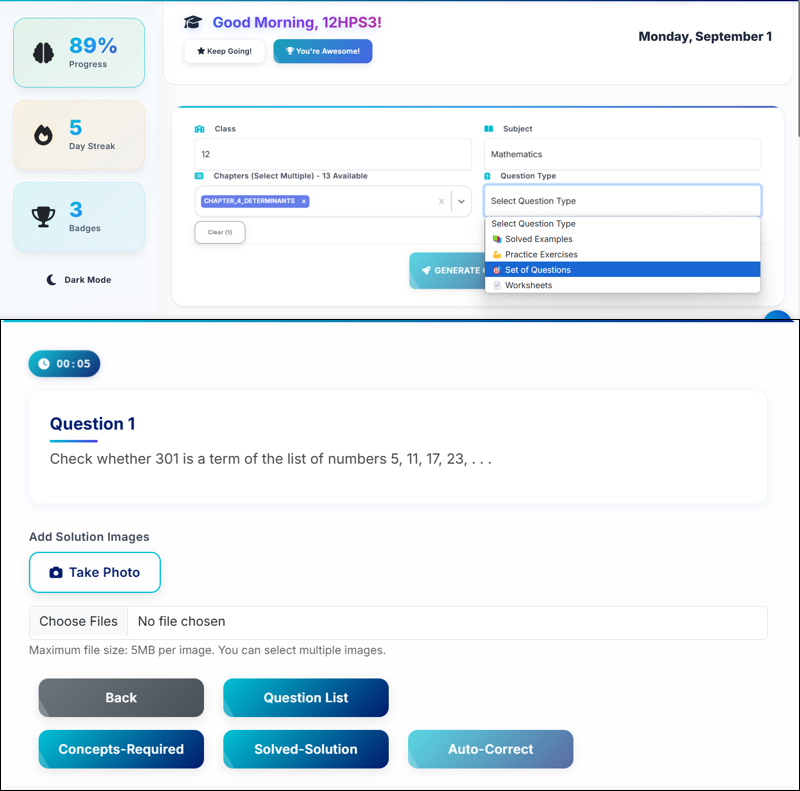 89%
Progress
5
Day Streak
3
Badges
Dark Mode
Good Morning, 12HPS3!
Keep Going!
You're Awesome!
Monday, September 1
Class
Subject
12
Mathematics
Chapters (Select Multiple) - 13 Available
Question Type
CHAPTER_4_DETERMINANTS ×
Select Question Type
Clear (1)
Select Question Type
Solved Examples
Practice Exercises
Set of Questions
Worksheets
GENERATE
00:05
Question 1
Check whether 301 is a term of the list of numbers 5, 11, 17, 23, . . .
Add Solution Images
Take Photo
Choose Files No file chosen
Maximum file size: 5MB per image. You can select multiple images.
Back
Question List
Concepts-Required
Solved-Solution
Auto-Correct